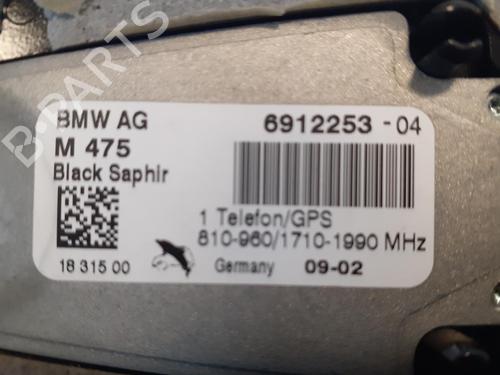 B-PARTS
BMW AG
6912253 - 04
M 475
Black Saphir
1 Telefon/GPS
810-960/1710-1990 MHz
18 315 00
Germany
09-02